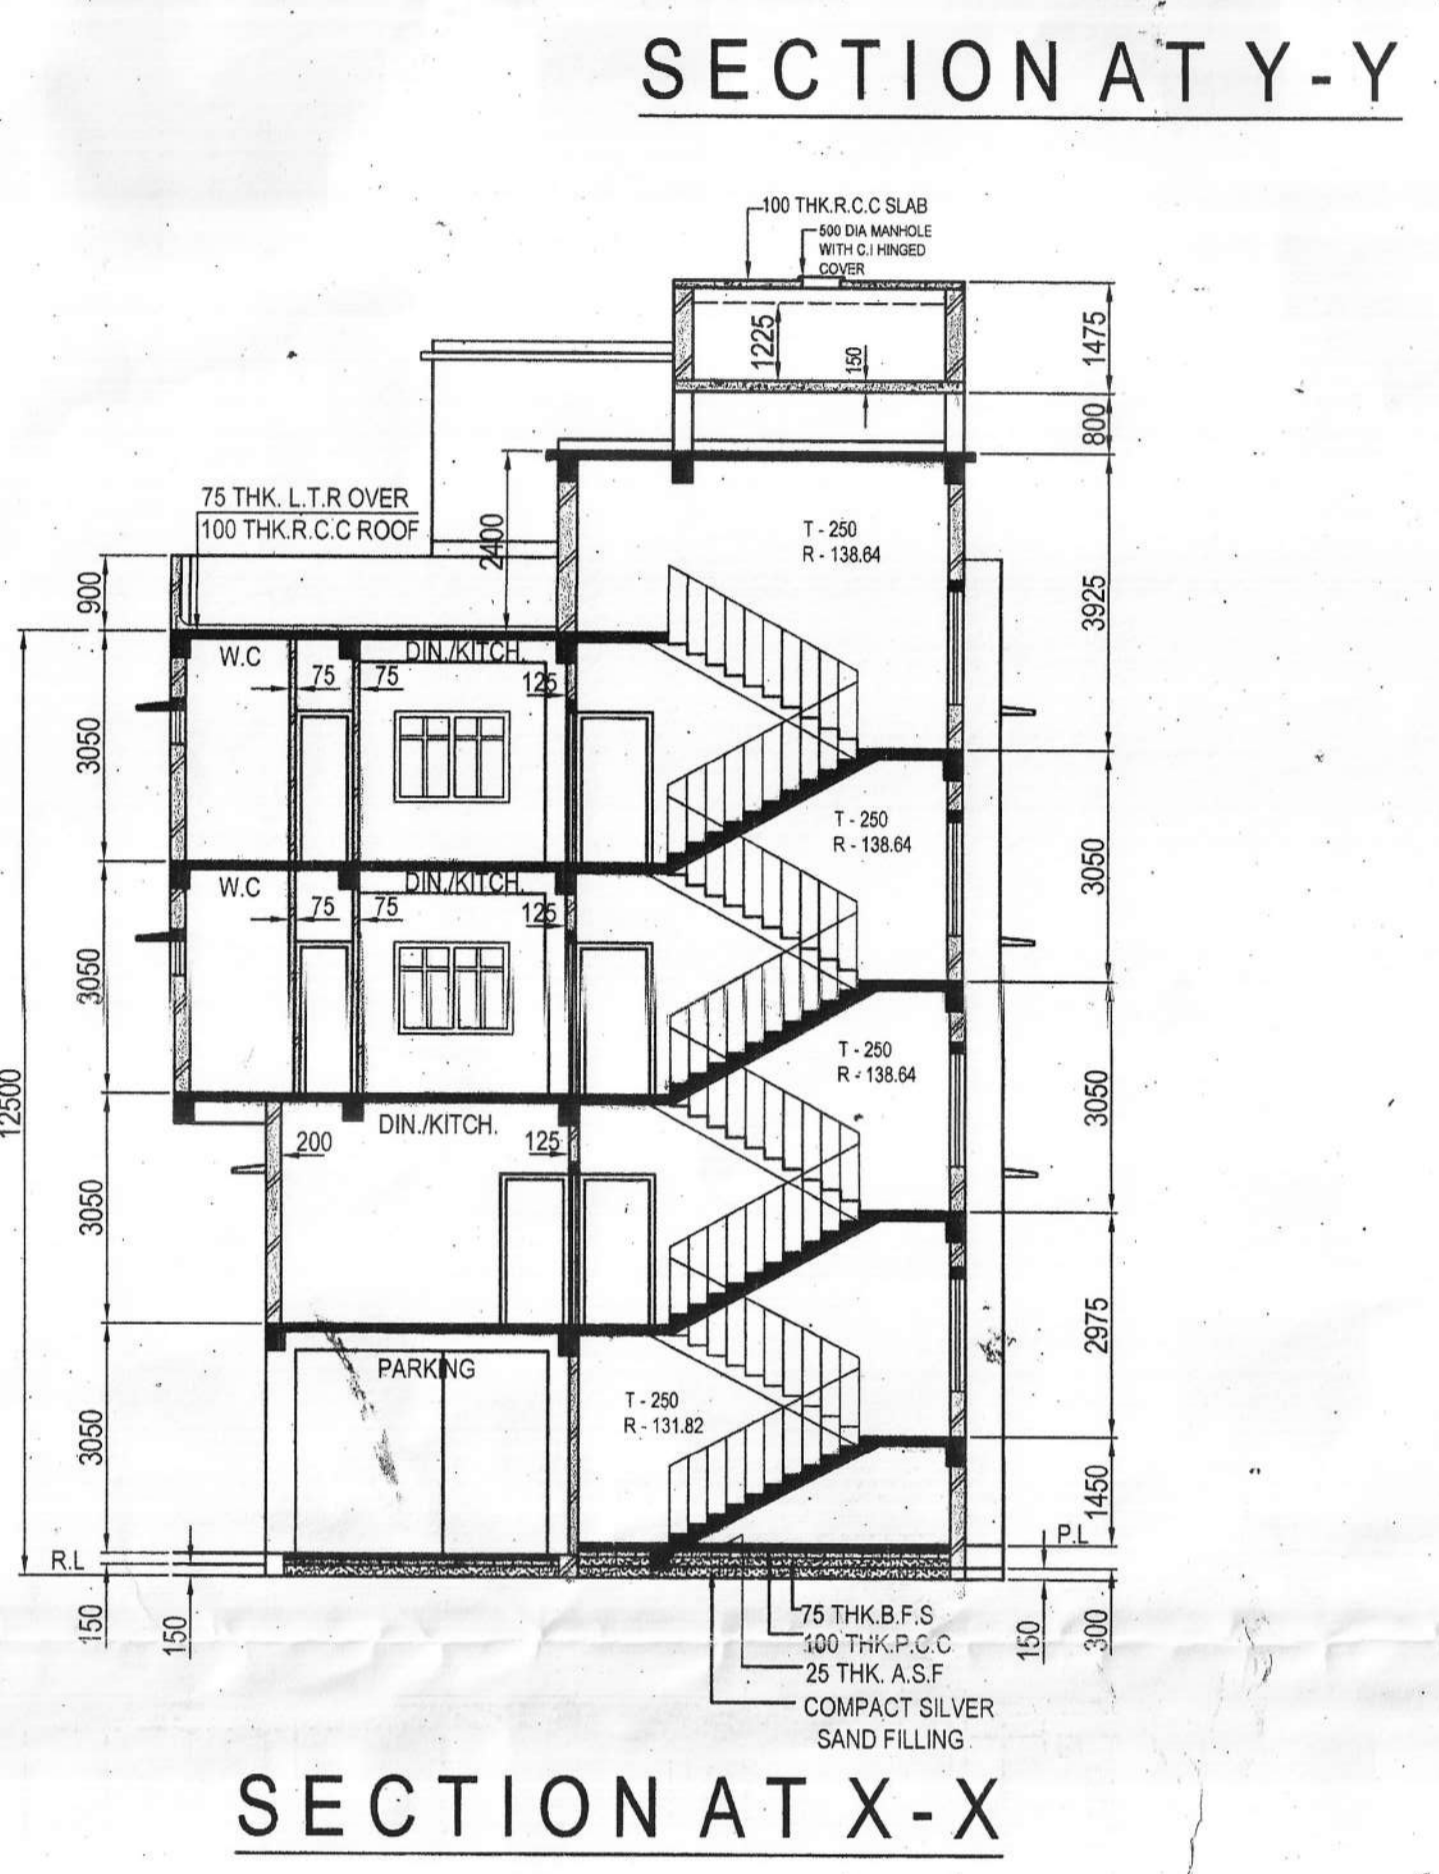 SECTION AT Y-Y
100 THK.R.C.C SLAB
500 DIA MANHOLE
WITH C.I HINGED
COVER
1225
150
1475
800
75 THK. L.T.R OVER
100 THK.R.C.C ROOF
2400
T - 250
R - 138.64
900
3925
W.C
DIN./KITCH.
75
75
125
3050
T - 250
R - 138.64
3050
W.C
DIN./KITCH.
75
75
125
3050
T - 250
R - 138.64
3050
12500
DIN./KITCH.
200
125
3050
2975
PARKING
T - 250
R - 131.82
3050
1450
R.L
P.L
150
150
150
300
75 THK.B.F.S
100 THK.P.C.C
25 THK. A.S.F
COMPACT SILVER
SAND FILLING
SECTION AT X-X